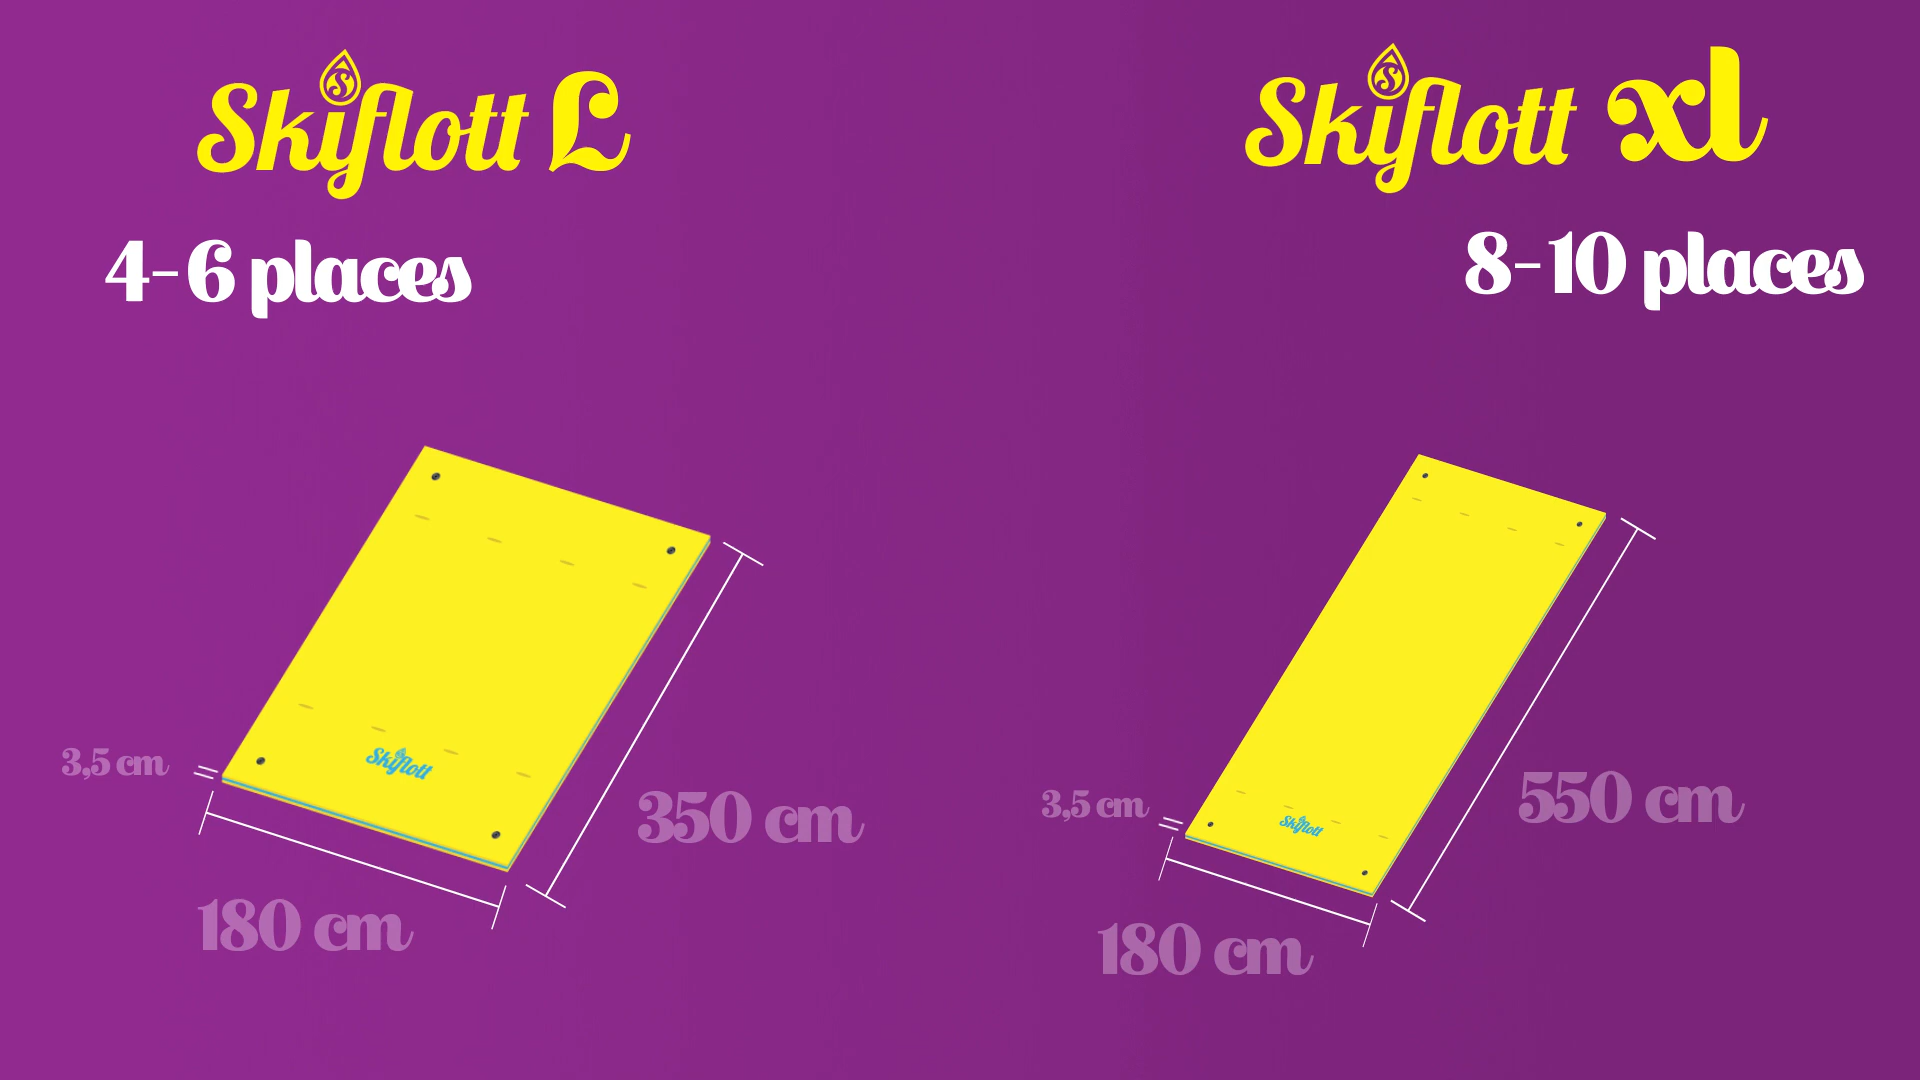 Skiflott L
4-6 places
Skiflott
3,5 cm
350 cm
180 cm
Skiflott xl
8-10 places
Skiflott
3,5 cm
550 cm
180 cm